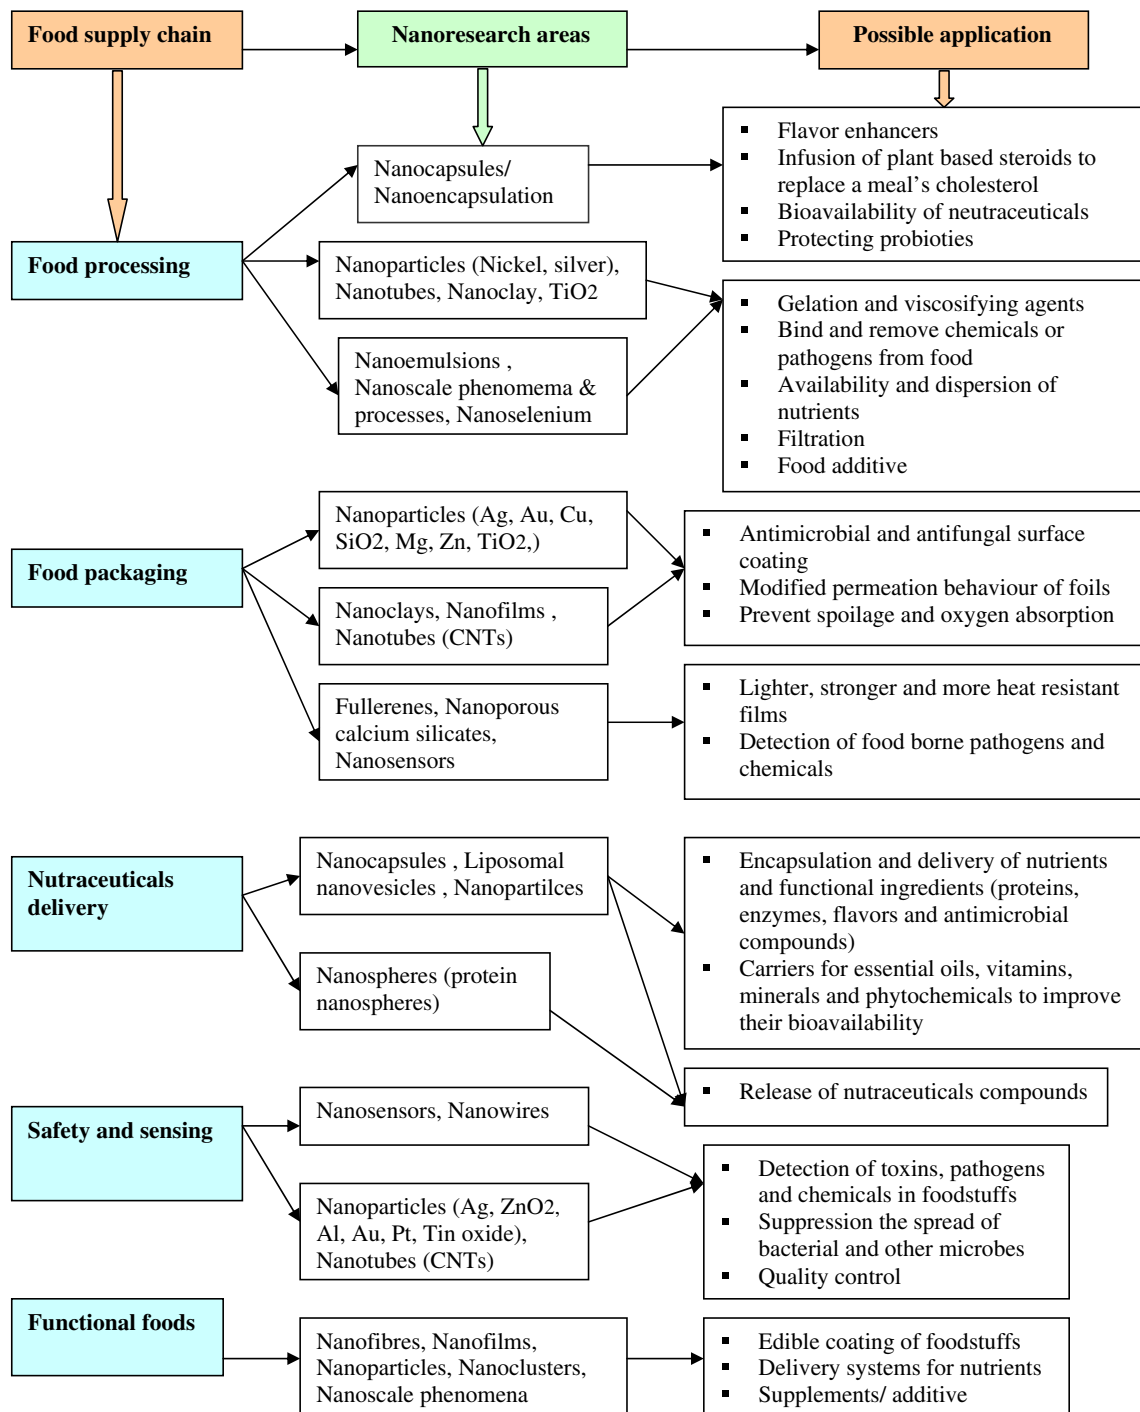 Food supply chain
Nanoresearch areas
Possible application
Nanocapsules/
Nanoencapsulation
▪ Flavor enhancers
▪ Infusion of plant based steroids to
replace a meal's cholesterol
▪ Bioavailability of neutraceuticals
▪ Protecting probioties
Food processing
Nanoparticles (Nickel, silver),
Nanotubes, Nanoclay, TiO2
Nanoemulsions ,
Nanoscale phenomema &
processes, Nanoselenium
▪ Gelation and viscosifying agents
▪ Bind and remove chemicals or
pathogens from food
▪ Availability and dispersion of
nutrients
▪ Filtration
▪ Food additive
Food packaging
Nanoparticles (Ag, Au, Cu,
SiO2, Mg, Zn, TiO2,)
Nanoclays, Nanofilms ,
Nanotubes (CNTs)
▪ Antimicrobial and antifungal surface
coating
▪ Modified permeation behaviour of foils
▪ Prevent spoilage and oxygen absorption
Fullerenes, Nanoporous
calcium silicates,
Nanosensors
▪ Lighter, stronger and more heat resistant
films
▪ Detection of food borne pathogens and
chemicals
Nutraceuticals
delivery
Nanocapsules , Liposomal
nanovesicles , Nanopartilces
Nanospheres (protein
nanospheres)
▪ Encapsulation and delivery of nutrients
and functional ingredients (proteins,
enzymes, flavors and antimicrobial
compounds)
▪ Carriers for essential oils, vitamins,
minerals and phytochemicals to improve
their bioavailability
▪ Release of nutraceuticals compounds
Safety and sensing
Nanosensors, Nanowires
Nanoparticles (Ag, ZnO2,
Al, Au, Pt, Tin oxide),
Nanotubes (CNTs)
▪ Detection of toxins, pathogens
and chemicals in foodstuffs
▪ Suppression the spread of
bacterial and other microbes
▪ Quality control
Functional foods
Nanofibres, Nanofilms,
Nanoparticles, Nanoclusters,
Nanoscale phenomena
▪ Edible coating of foodstuffs
▪ Delivery systems for nutrients
▪ Supplements/ additive